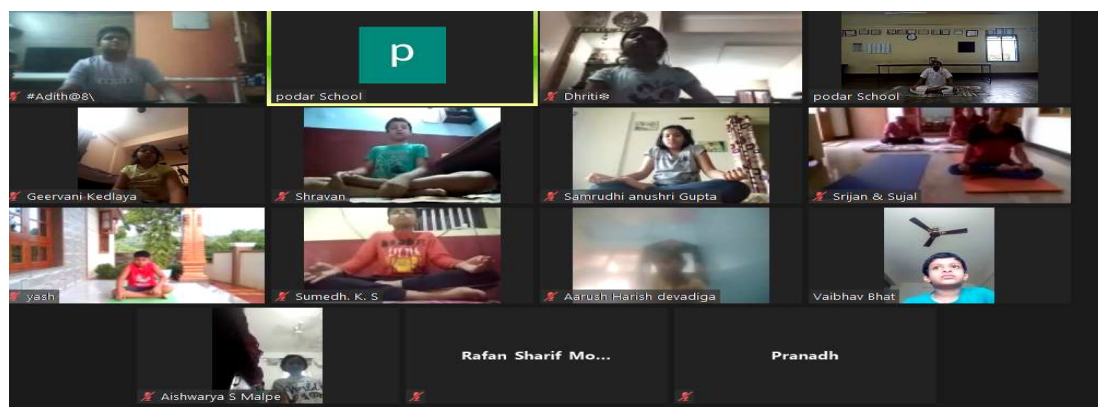 #Adith@8\
p
podar School
Dhriti❄
podar School
Geervani Kedlaya
Shravan
Samrudhi anushri Gupta
Srijan & Sujal
yash
Sumedh. K. S
Aarush Harish devadiga
Vaibhav Bhat
Aishwarya S Malpe
Rafan Sharif Mo...
Pranadh